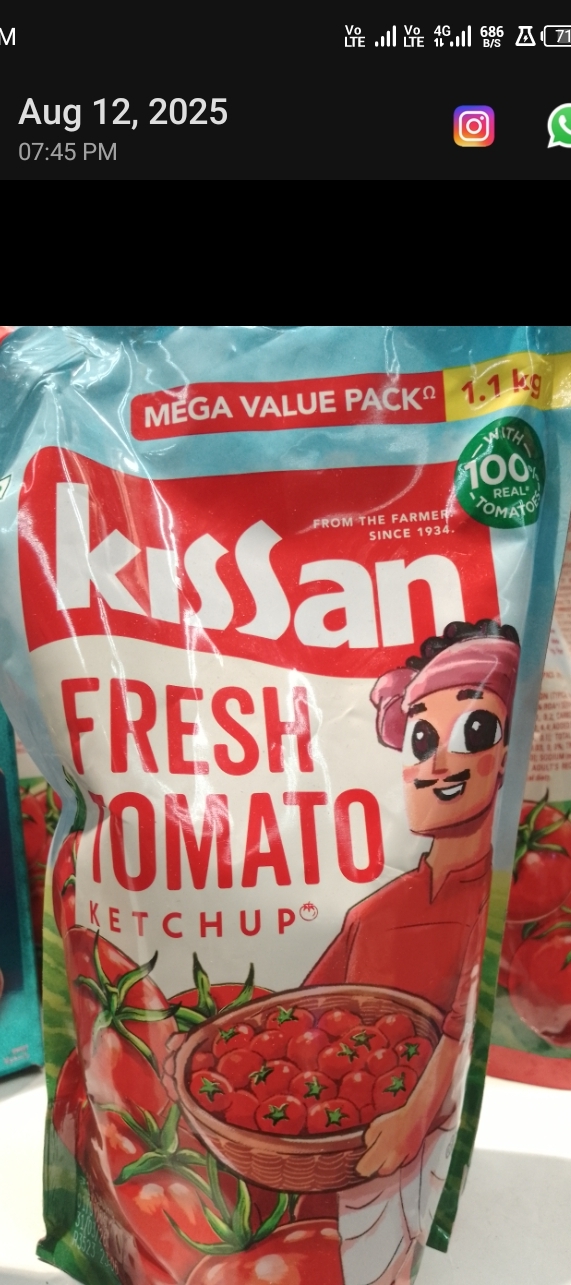 M
Vo LTE Vo LTE 4G 686 B/S 71
Aug 12, 2025
07:45 PM
MEGA VALUE PACKΩ 1.1 kg
WITH
100%
REAL*
TOMATOES
FROM THE FARMER.
SINCE 1934.
kissan
FRESH
TOMATO
KETCHUP